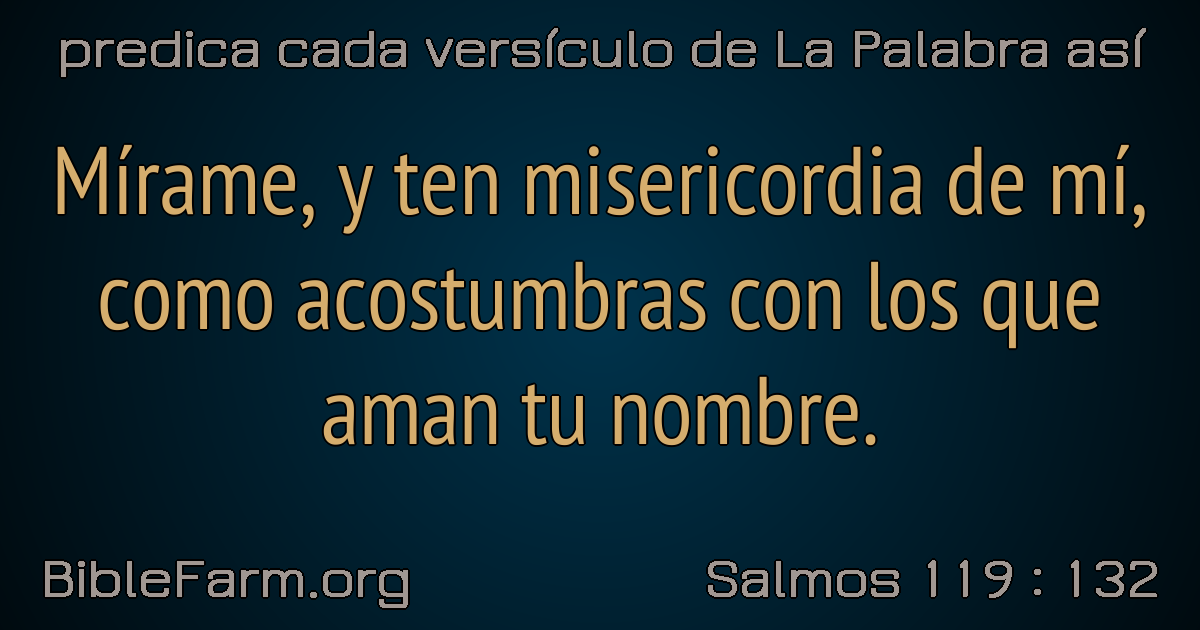 predica cada versículo de La Palabra así
Mírame, y ten misericordia de mí,
como acostumbras con los que
aman tu nombre.
BibleFarm.org
Salmos 119 : 132